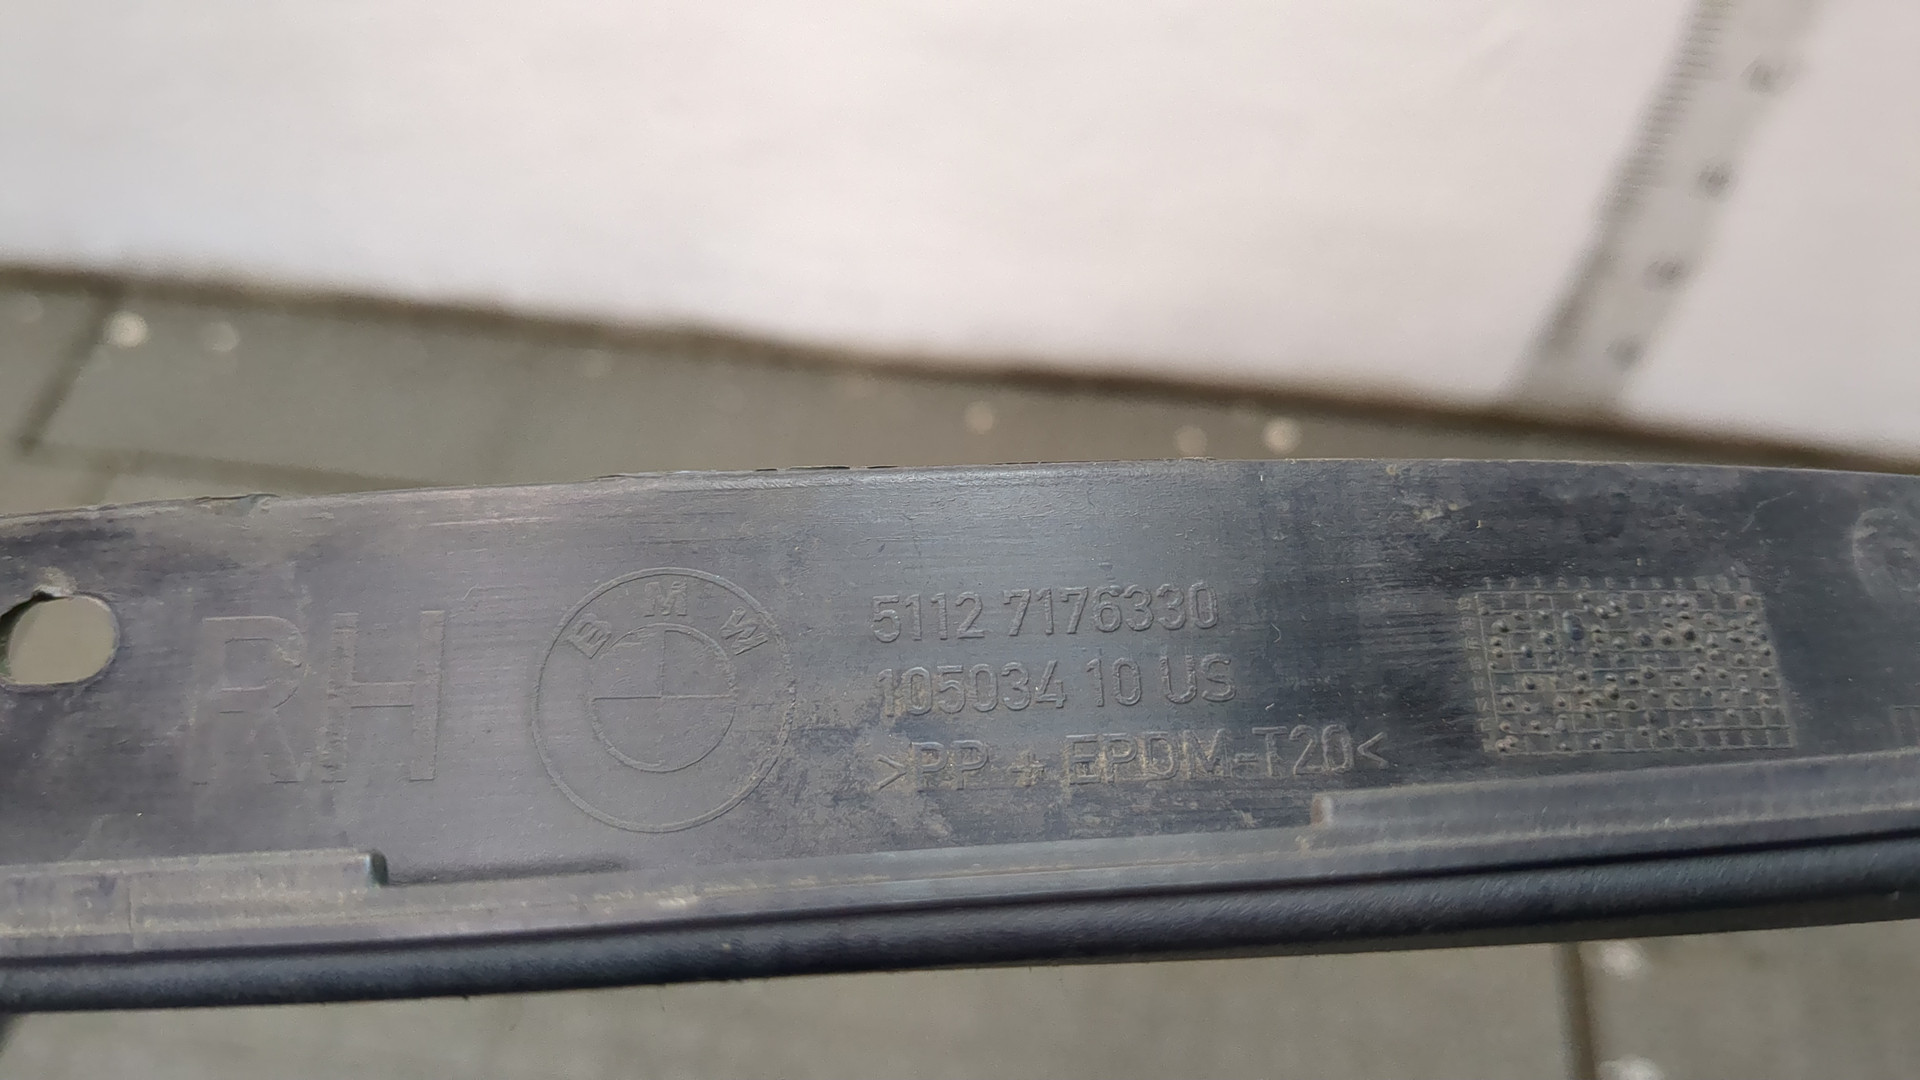 RH
BMW
5112 7176330
105034 10 US
>PP + EPDM-T20<